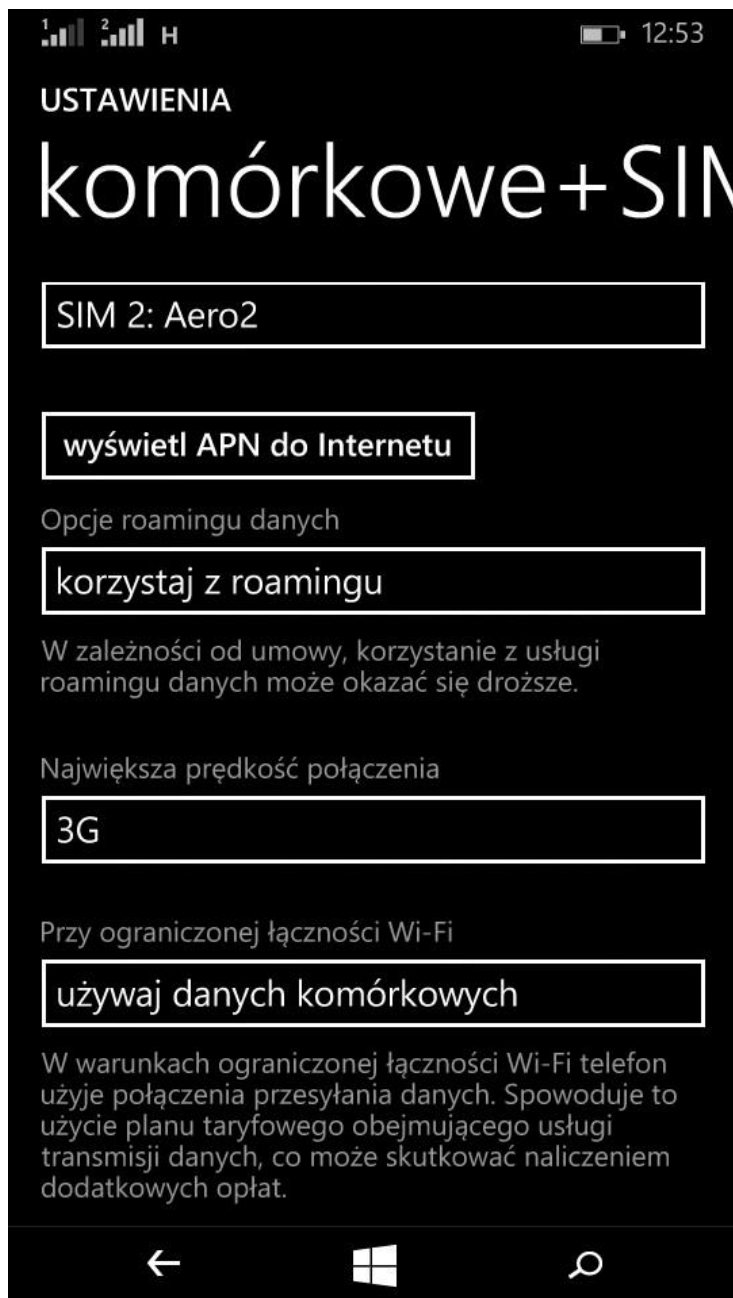 1 2 H 12:53
USTAWIENIA
komórkowe+SIM
SIM 2: Aero2
wyświetl APN do Internetu
Opcje roamingu danych
korzystaj z roamingu
W zależności od umowy, korzystanie z usługi
roamingu danych może okazać się droższe.
Największa prędkość połączenia
3G
Przy ograniczonej łączności Wi-Fi
używaj danych komórkowych
W warunkach ograniczonej łączności Wi-Fi telefon
użyje połączenia przesyłania danych. Spowoduje to
użycie planu taryfowego obejmującego usługi
transmisji danych, co może skutkować naliczeniem
dodatkowych opłat.